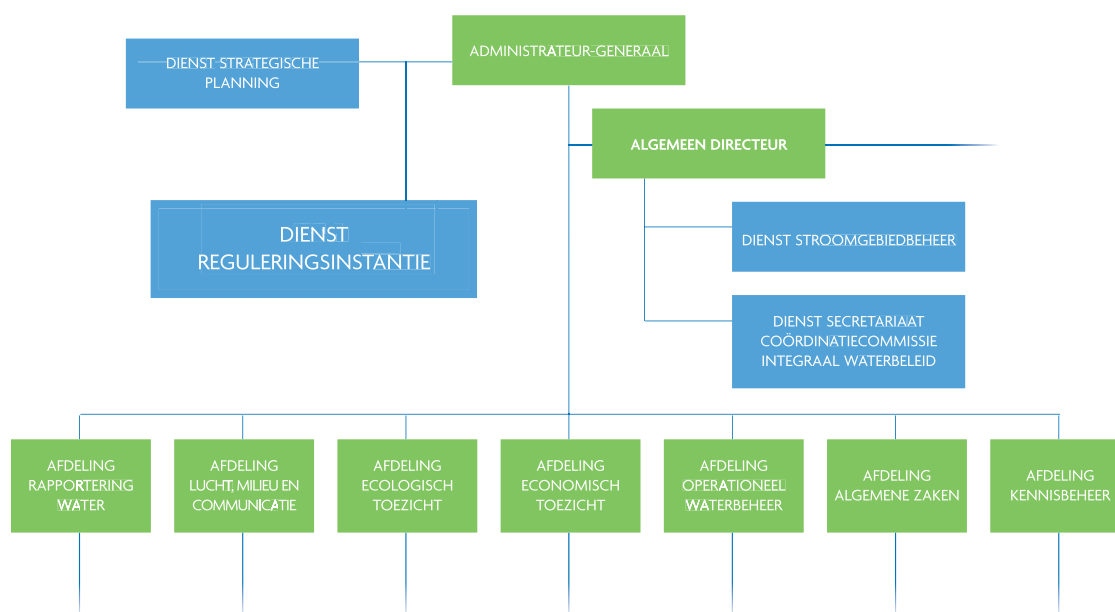 ADMINISTRATEUR-GENERAAL
DIENST STRATEGISCHE
PLANNING
ALGEMEEN DIRECTEUR
DIENST
REGULERINGSINSTANTIE
DIENST STROOMGEBIEDBEHEER
DIENST SECRETARIAAT
COÖRDINATIECOMMISSIE
INTEGRAAL WATERBELEID
AFDELING
RAPPORTERING
WATER
AFDELING
LUCHT, MILIEU EN
COMMUNICATIE
AFDELING
ECOLOGISCH
TOEZICHT
AFDELING
ECONOMISCH
TOEZICHT
AFDELING
OPERATIONEEL
WATERBEHEER
AFDELING
ALGEMENE ZAKEN
AFDELING
KENNISBEHEER